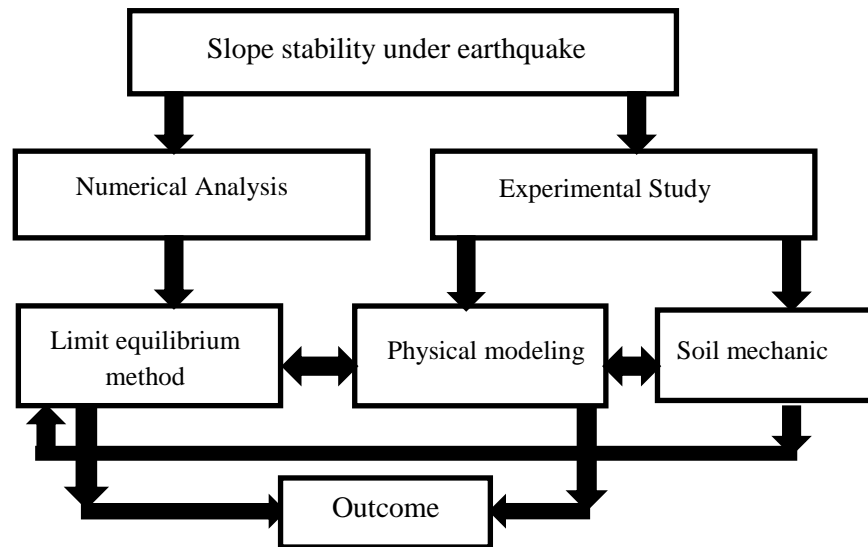 Slope stability under earthquake
Numerical Analysis
Experimental Study
Limit equilibrium
method
Physical modeling
Soil mechanic
Outcome